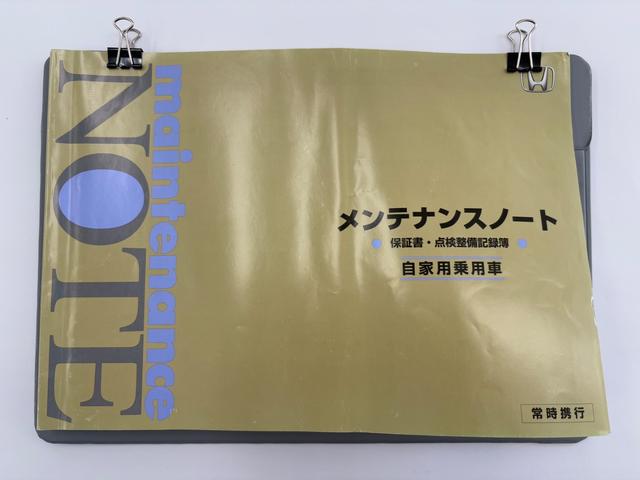 maintenance
NOTE
メンテナンスノート
保証書・点検整備記録簿
自家用乗用車
常時携行